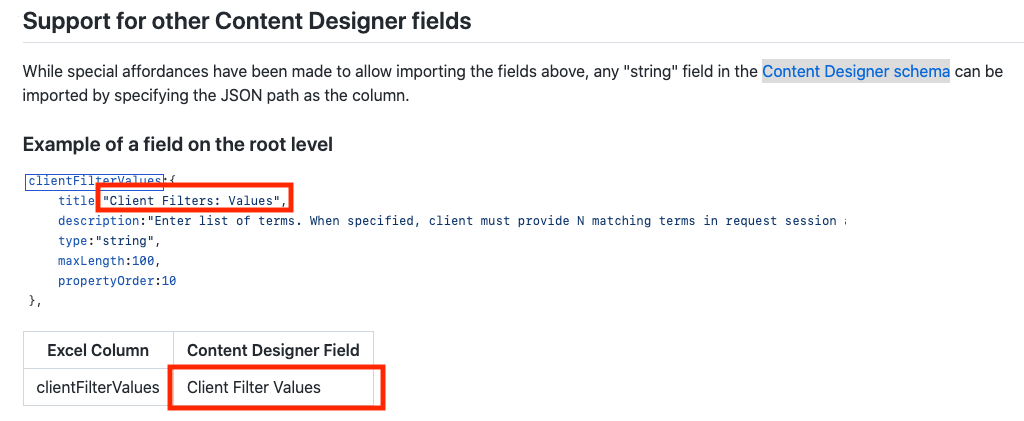 Support for other Content Designer fields
While special affordances have been made to allow importing the fields above, any "string" field in the Content Designer schema can be
imported by specifying the JSON path as the column.
Example of a field on the root level
clientFilterValues:{
title "Client Filters: Values",
description:"Enter list of terms. When specified, client must provide N matching terms in request session
type:"string",
maxLength:100,
propertyOrder:10
},
Excel Column Content Designer Field
clientFilterValues Client Filter Values